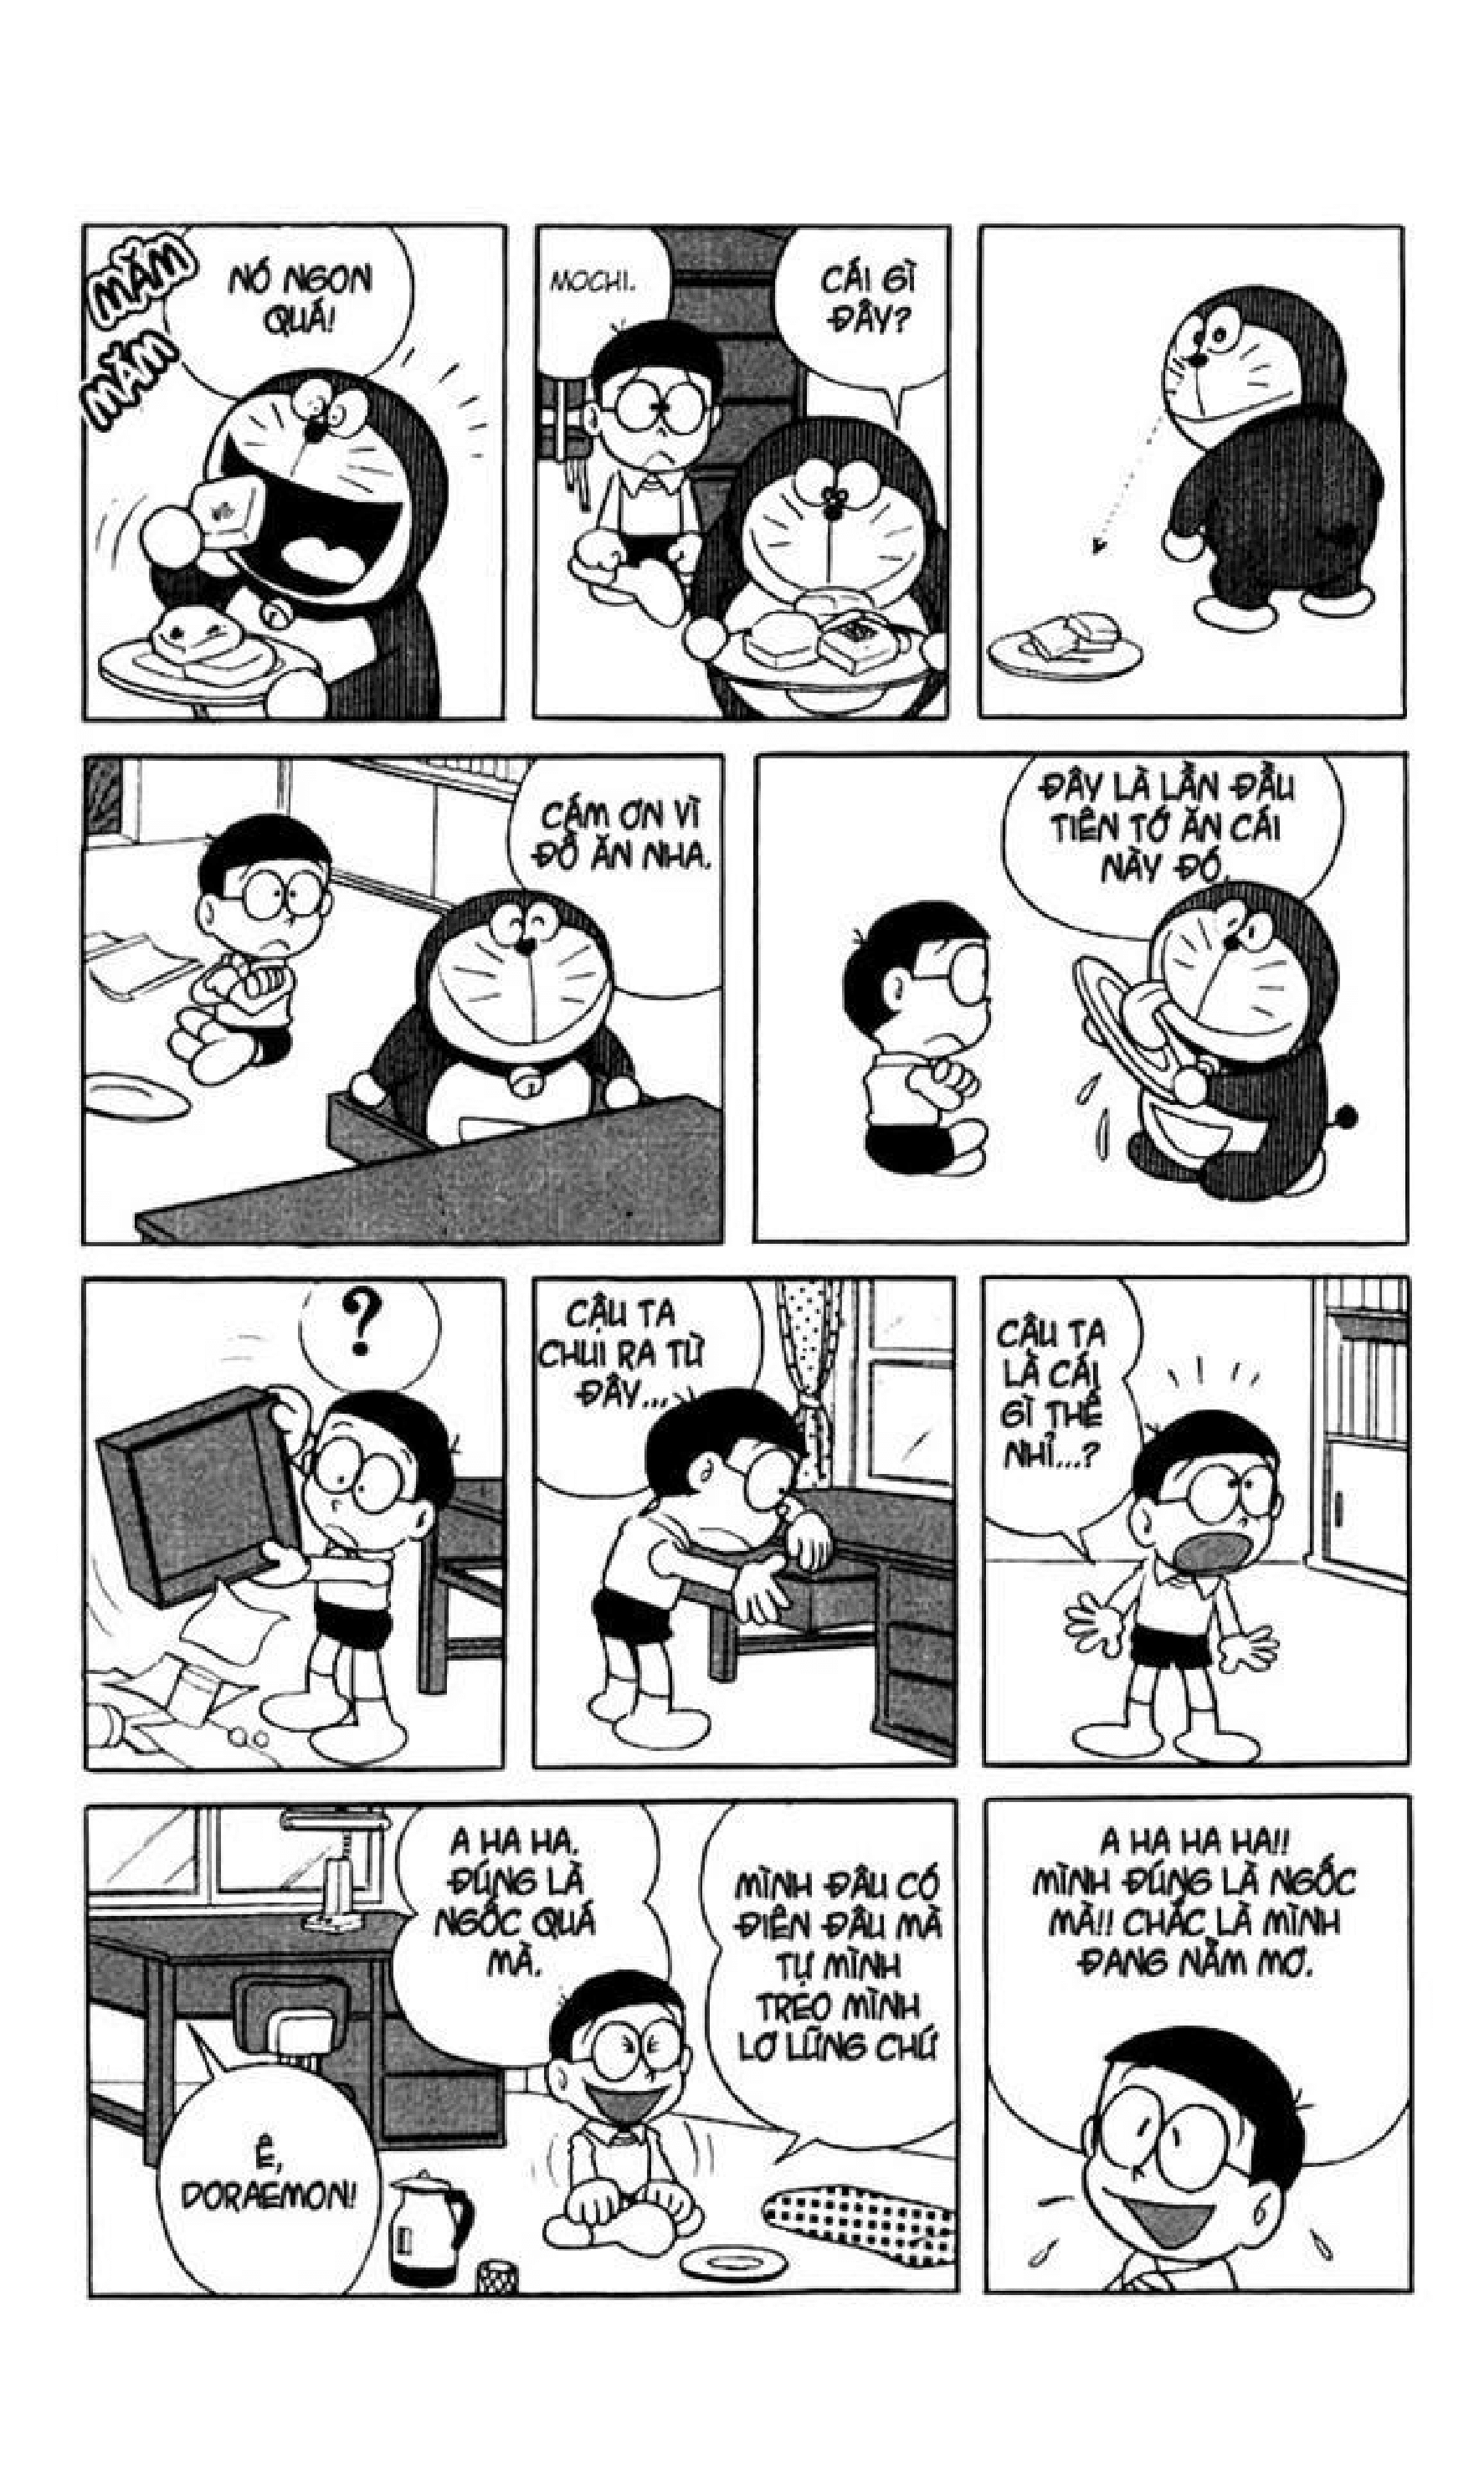 CÁI GÌ
ĐÂY?
MOCHI.
NÓ NGON
QUÁ!
MĂM
MĂM
ĐÂY LÀ LẦN ĐẦU
TIÊN TỚ ĂN CÁI
NÀY ĐÓ.
CÁM ƠN VÌ
ĐỒ ĂN NHA.
CẬU TA
LÀ CÁI
GÌ THẾ
NHỈ...?
CẬU TA
CHUI RA TỪ
ĐÂY...
?
A HA HA HA!!
MÌNH ĐÚNG LÀ NGỐC
MÀ!! CHẮC LÀ MÌNH
ĐANG NẰM MƠ.
MÌNH ĐÂU CÓ
ĐIÊN ĐÂU MÀ
TỰ MÌNH
TREO MÌNH
LƠ LỮNG CHỨ
A HA HA.
ĐÚNG LÀ
NGỐC QUÁ
MÀ.
Ê,
DORAEMON!